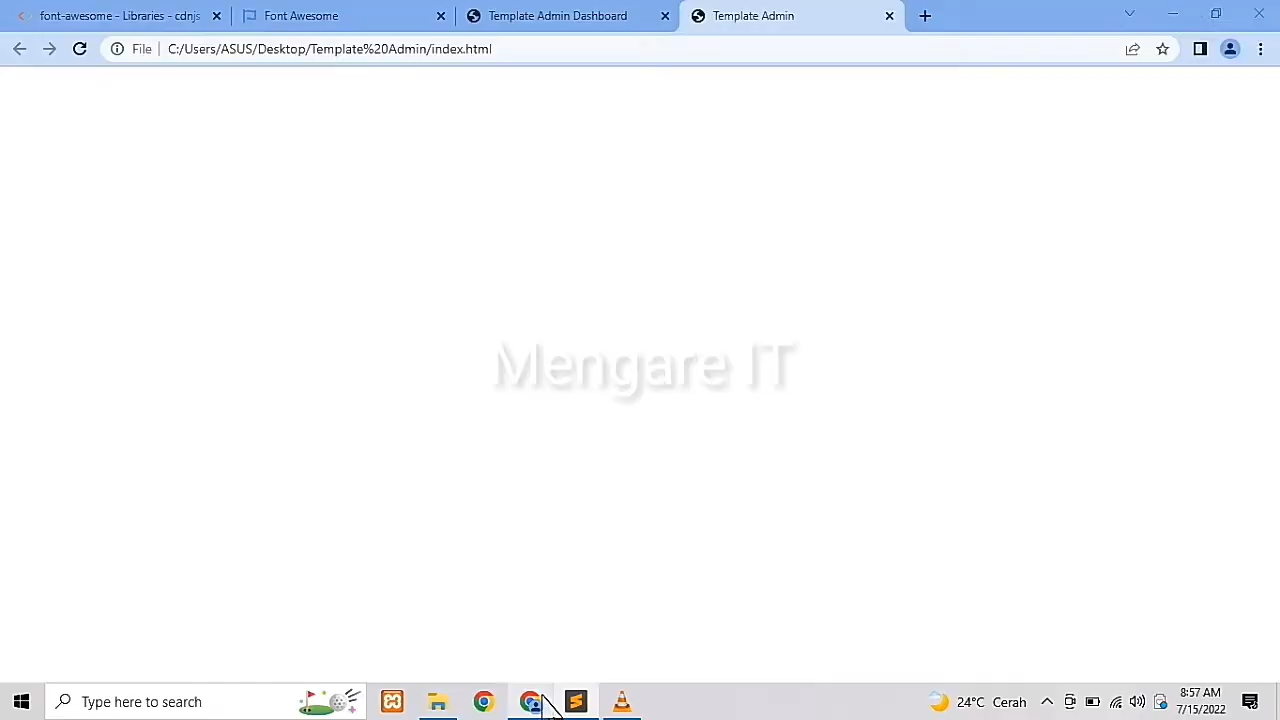 font-awesome - Libraries - cdnjs
Font Awesome
Template Admin Dashboard
Template Admin
File
C:/Users/ASUS/Desktop/Template%20Admin/index.html
Mengare IT
Type here to search
24°C Cerah
8:57 AM
7/15/2022